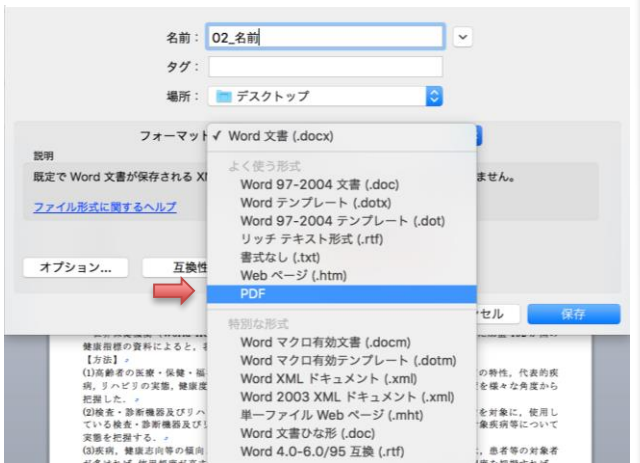 名前： 02_名前
タグ：
場所： デスクトップ
フォーマット ✓ Word 文書 (.docx)
説明
よく使う形式
既定で Word 文書が保存される XM
ません。
Word 97-2004 文書 (.doc)
Word テンプレート (.dotx)
ファイル形式に関するヘルプ
Word 97-2004 テンプレート (.dot)
リッチ テキスト形式 (.rtf)
書式なし (.txt)
オプション... 互換性
Web ページ (.htm)
PDF
セル 保存
特別な形式
Word マクロ有効文書 (.docm)
Word マクロ有効テンプレート (.dotm)
Word XML ドキュメント (.xml)
Word 2003 XML ドキュメント (.xml)
単一ファイル Web ページ (.mht)
Word 文書ひな形 (.doc)
Word 4.0-6.0/95 互換 (.rtf)
健康指標の資料によると，
【方法】
(1)高齢者の医療・保健・福
の特性，代表的疾
病，リハビリの実態，健康度
を様々な角度から
把握した．
(2)検査・診断機器及びリハ
を対象に，使用し
ている検査・診断機器及び
象疾病等について
実態を把握する．
(3)疾病，健康志向等の傾向
，患者等の対象者